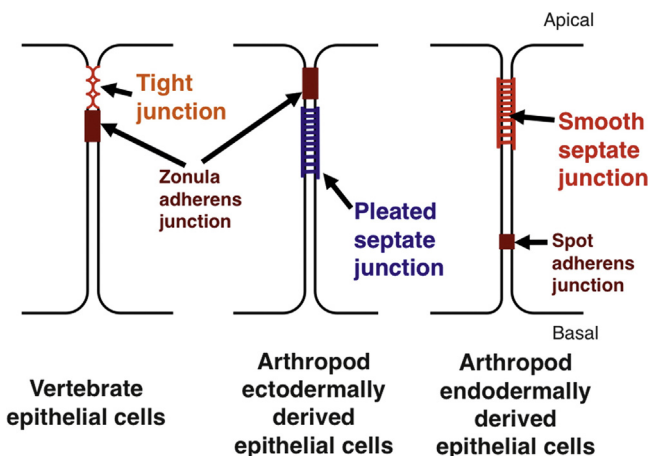 Apical
Tight
junction
Zonula
adherens
junction
Pleated
septate
junction
Smooth
septate
junction
Spot
adherens
junction
Basal
Vertebrate
epithelial cells
Arthropod
ectodermally
derived
epithelial cells
Arthropod
endodermally
derived
epithelial cells